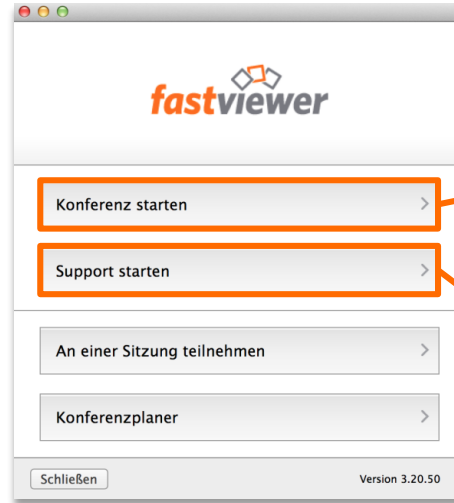 fastviewer
Konferenz starten
Support starten
An einer Sitzung teilnehmen
Konferenzplaner
Schließen
Version 3.20.50